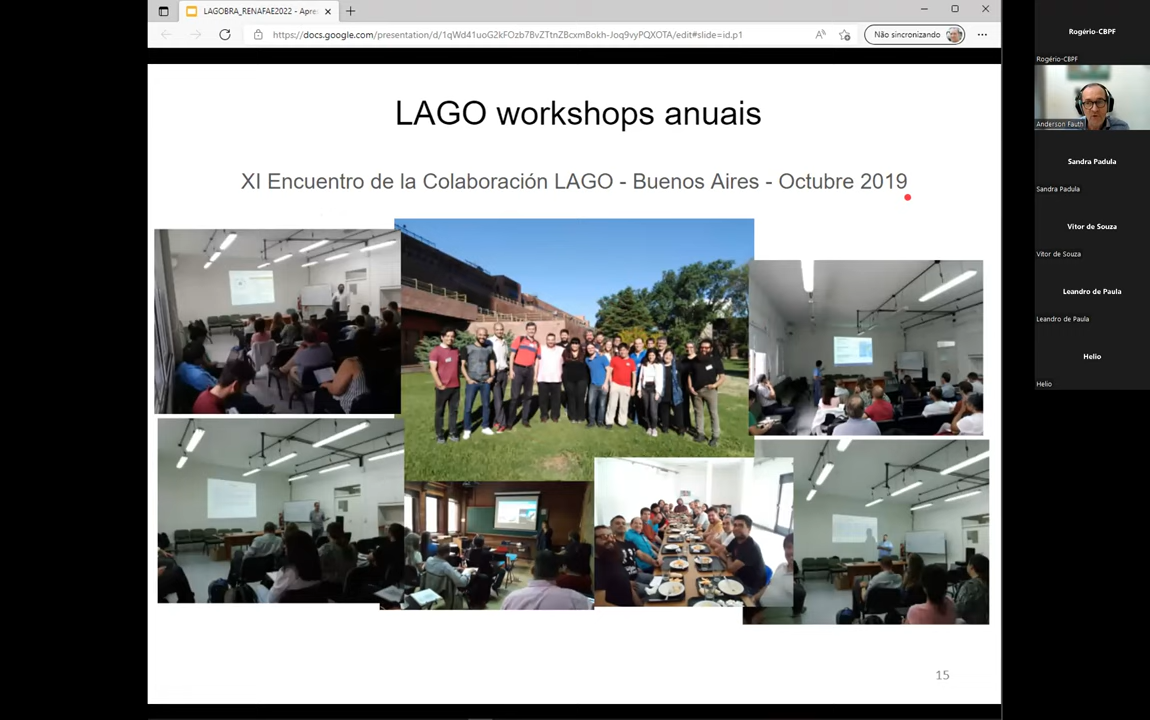 LAGOBRA_RENAFAE2022 - Apre
https://docs.google.com/presentation/d/1qWd41uoG2kFOzb7BvZTtnZBcxmBokh-Joq9vyPQXOTA/edit#slide=id.p1
Não sincronizando
LAGO workshops anuais
XI Encuentro de la Colaboración LAGO - Buenos Aires - Octubre 2019
15
Rogério-CBPF
Rogério-CBPF
Anderson Fauth
Sandra Padula
Sandra Padula
Vitor de Souza
Vitor de Souza
Leandro de Paula
Leandro de Paula
Helio
Helio